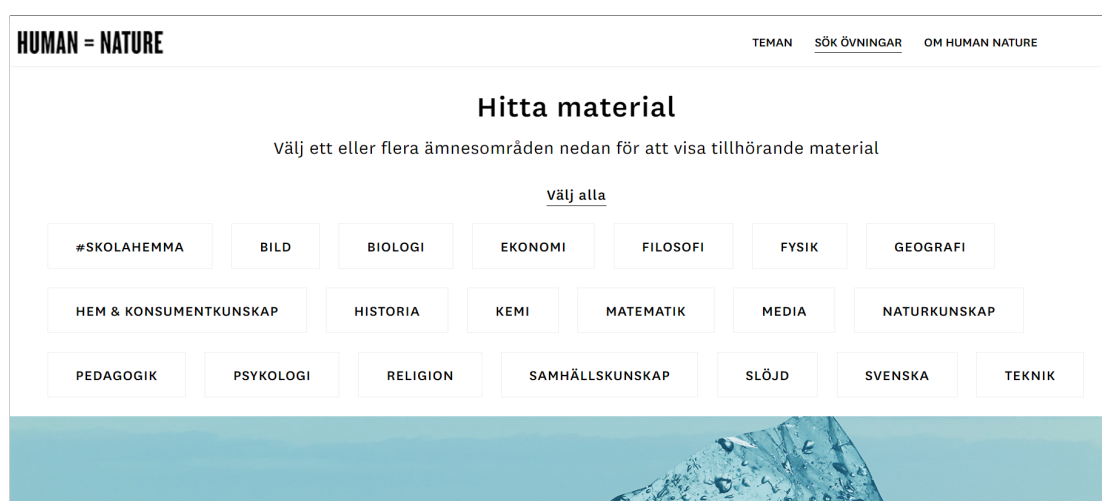 HUMAN = NATURE
TEMAN SÖK ÖVNINGAR OM HUMAN NATURE
Hitta material
Välj ett eller flera ämnesområden nedan för att visa tillhörande material
Välj alla
#SKOLAHEMMA BILD BIOLOGI EKONOMI FILOSOFI FYSIK GEOGRAFI
HEM & KONSUMENTKUNSKAP HISTORIA KEMI MATEMATIK MEDIA NATURKUNSKAP
PEDAGOGIK PSYKOLOGI RELIGION SAMHÄLLSKUNSKAP SLÖJD SVENSKA TEKNIK